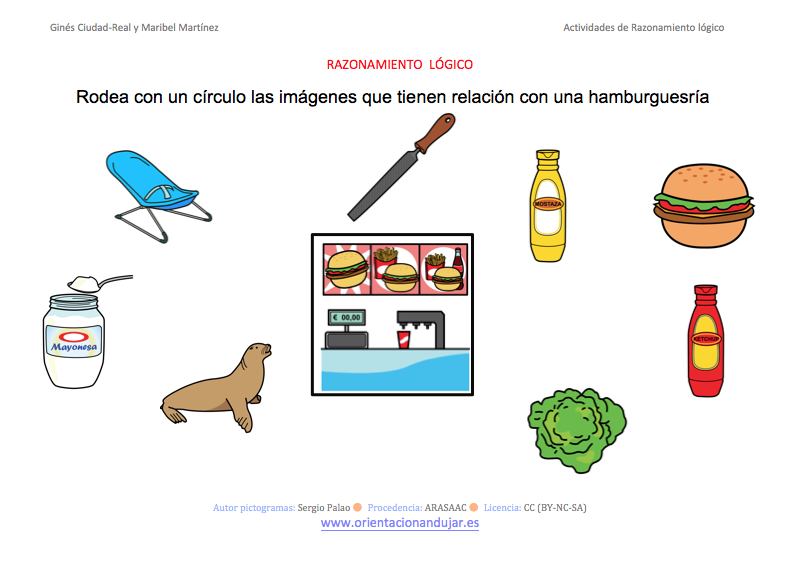 Ginés Ciudad-Real y Maribel Martínez
Actividades de Razonamiento lógico
RAZONAMIENTO LÓGICO
Rodea con un círculo las imágenes que tienen relación con una hamburguesría
MOSTAZA
€ 00,00
Mayonesa
KETCHUP
Autor pictogramas: Sergio Palao Procedencia: ARASAAC Licencia: CC (BY-NC-SA)
www.orientacionandujar.es